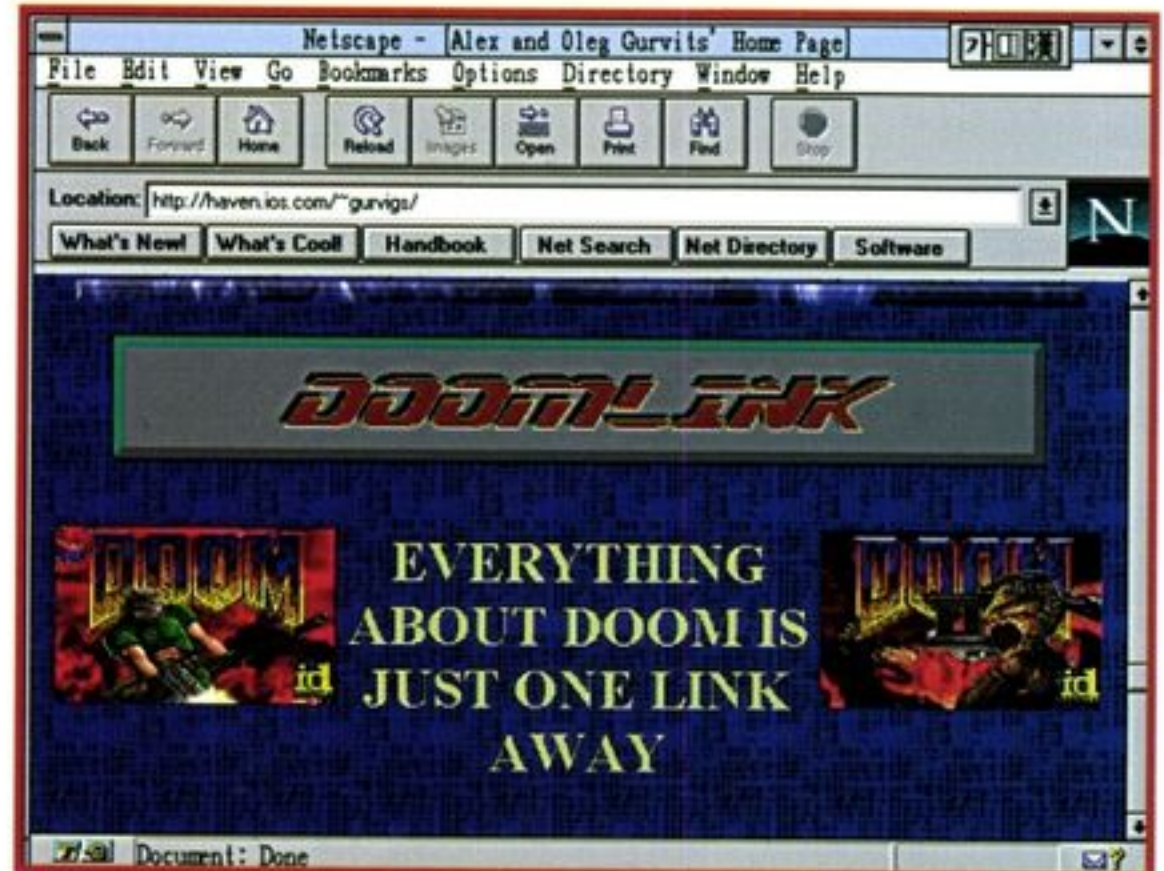 Netscape - [Alex and Oleg Gurvits' Home Page]
가 漢
File Edit View Go Bookmarks Options Directory Window Help
Back Forward Home Reload Images Open Print Find Stop
Location: http://haven.ios.com/~gurvigs/
N
What's New! What's Cool! Handbook Net Search Net Directory Software
DOOMLINK
DOOM
id
EVERYTHING
ABOUT DOOM IS
JUST ONE LINK
AWAY
DOOM
II
id
Document: Done